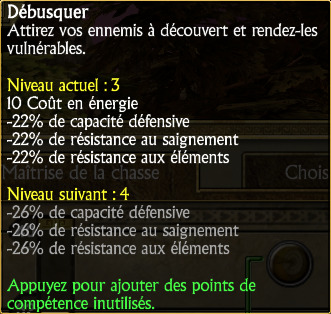 Débusquer
Attirez vos ennemis à découvert et rendez-les
vulnérables.
Niveau actuel : 3
10 Coût en énergie
-22% de capacité défensive
-22% de résistance au saignement
-22% de résistance aux éléments
Maîtrise de la chasse
Chois
Niveau suivant : 4
-26% de capacité défensive
-26% de résistance au saignement
-26% de résistance aux éléments
Appuyez pour ajouter des points de
compétence inutilisés.